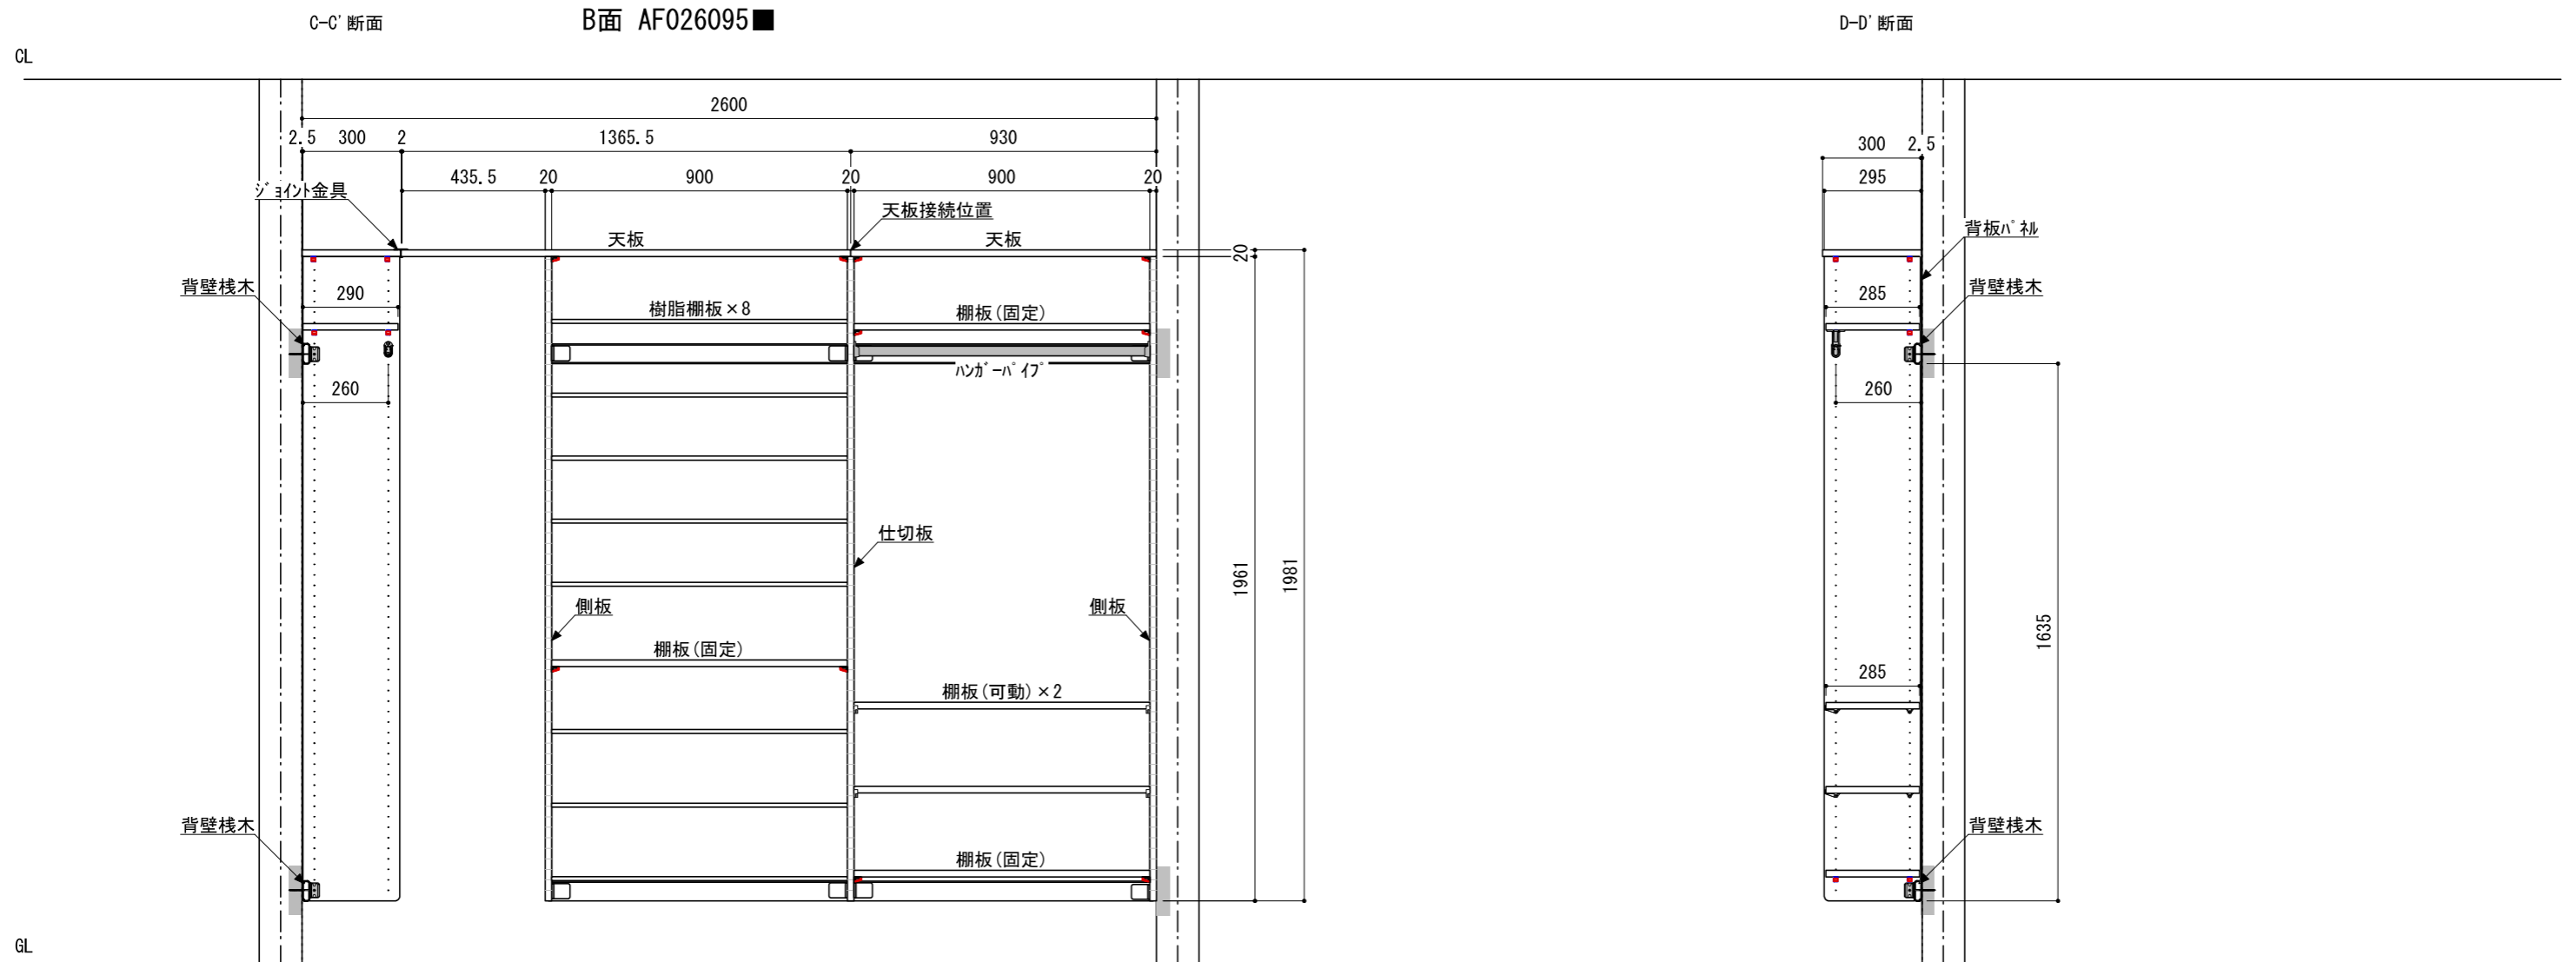 C-C' 断面
B面 AF026095■
D-D' 断面
CL
2600
2.5 300 2 1365.5 930
300 2.5
435.5 20 900 20 900 20
295
ｼﾞｮｲﾝﾄ金具
天板接続位置
天板
天板
20
背板ﾊﾟﾈﾙ
背壁桟木
290
樹脂棚板×8
棚板(固定)
285
背壁桟木
ﾊﾝｶﾞｰﾊﾟｲﾌﾟ
260
260
仕切板
1961
1981
側板
側板
1635
棚板(固定)
285
棚板(可動)×2
背壁桟木
背壁桟木
棚板(固定)
GL